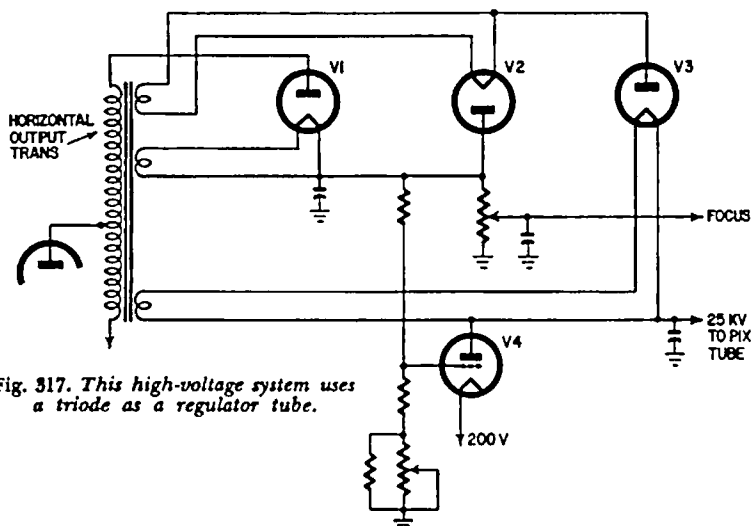 V1
V2
V3
HORIZONTAL
OUTPUT
TRANS
FOCUS
25 KV
TO PIX
TUBE
V4
200 V
Fig. 317. This high-voltage system uses
a triode as a regulator tube.